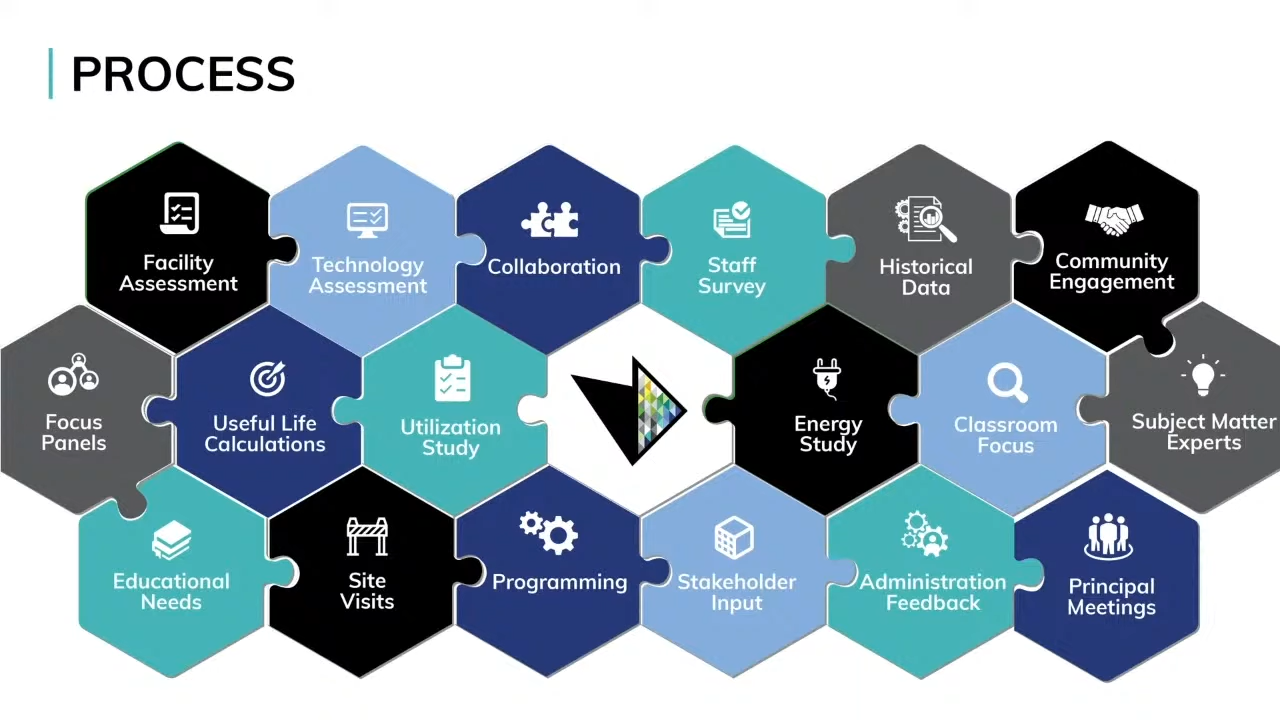 PROCESS
Facility
Assessment
Technology
Assessment
Collaboration
Staff
Survey
Historical
Data
Community
Engagement
Focus
Panels
Useful Life
Calculations
Utilization
Study
Energy
Study
Classroom
Focus
Subject Matter
Experts
Educational
Needs
Site
Visits
Programming
Stakeholder
Input
Administration
Feedback
Principal
Meetings